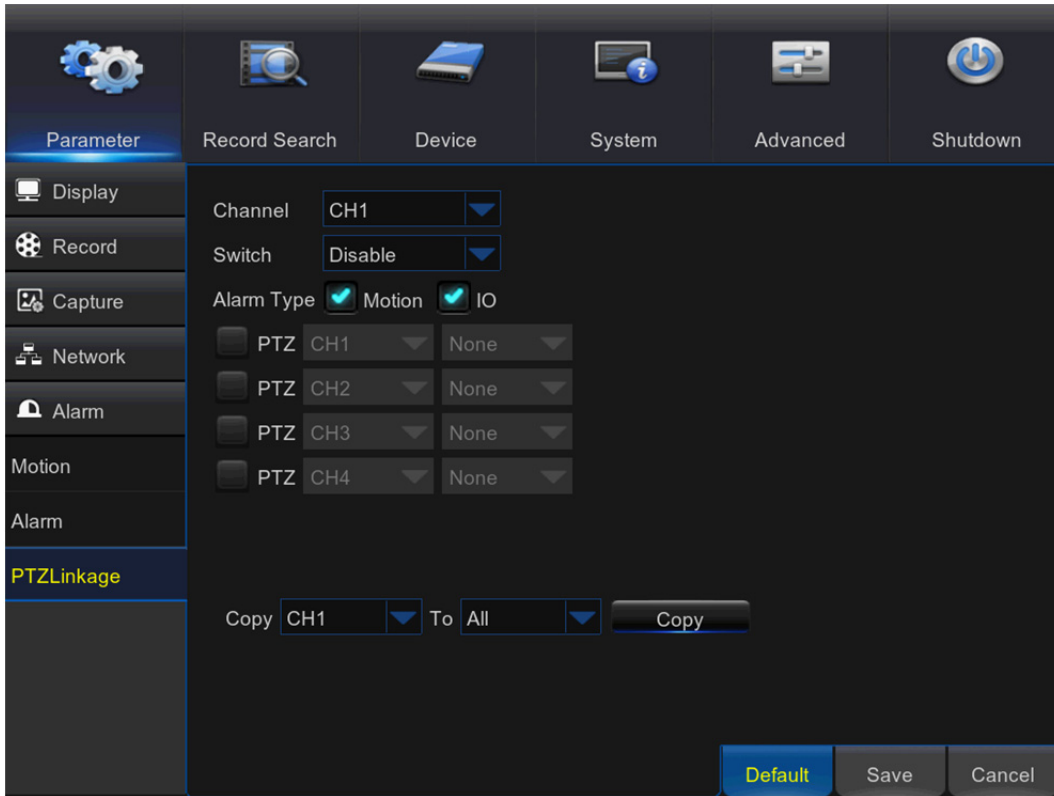 Parameter Record Search Device System Advanced Shutdown
Display
Record
Capture
Network
Alarm
Motion
Alarm
PTZLinkage
Channel CH1
Switch Disable
Alarm Type Motion IO
PTZ CH1 None
PTZ CH2 None
PTZ CH3 None
PTZ CH4 None
Copy CH1 To All Copy
Default Save Cancel